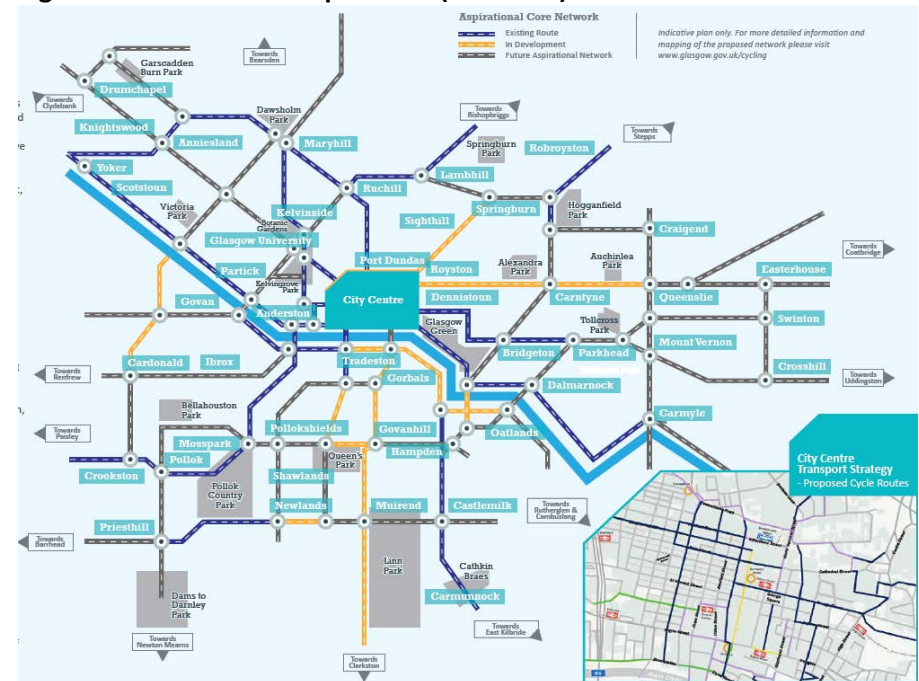 Aspirational Core Network
Existing Route
In Development
Future Aspirational Network
Indicative plan only. For more detailed information and
mapping of the proposed network please visit
www.glasgow.gov.uk/cycling
Towards
Bearsden
Garscadden
Burn Park
Drumchapel
Towards
Clydebank
Dawsholm
Park
Towards
Bishopbriggs
Towards
Stepps
Knightswood
Anniesland
Maryhill
Springburn
Park
Robroyston
Yoker
Lambhill
Scotstoun
Ruchill
Springburn
Hogganfield
Park
Victoria
Park
Kelvinside
Sighthill
Botanic
Gardens
Craigend
Glasgow University
Towards
Coatbridge
Port Dundas
Alexandra
Park
Auchinlea
Park
Partick
Royston
Easterhouse
Kelvingrove
Park
City Centre
Dennistoun
Carntyne
Queenslie
Govan
Anderston
Glasgow
Green
Tollcross
Park
Swinton
Mount Vernon
Bridgeton
Parkhead
Cardonald
Ibrox
Tradeston
Crosshill
Towards
Renfrew
Gorbals
Dalmarnock
Towards
Uddingston
Bellahouston
Park
Carmyle
Towards
Paisley
Mosspark
Pollokshields
Govanhill
Oatlands
Pollok
Queen's
Park
Hampden
Crookston
Shawlands
Pollok
Country
Park
City Centre
Transport Strategy
- Proposed Cycle Routes
Priesthill
Newlands
Muirend
Castlemilk
Towards
Rutherglen &
Cambuslang
Towards
Barrhead
Linn
Park
Cathkin
Braes
Dams to
Darnley
Park
Carmunnock
Towards
Newton Mearns
Towards
East Kilbride
Towards
Clarkston
Cathedral Street